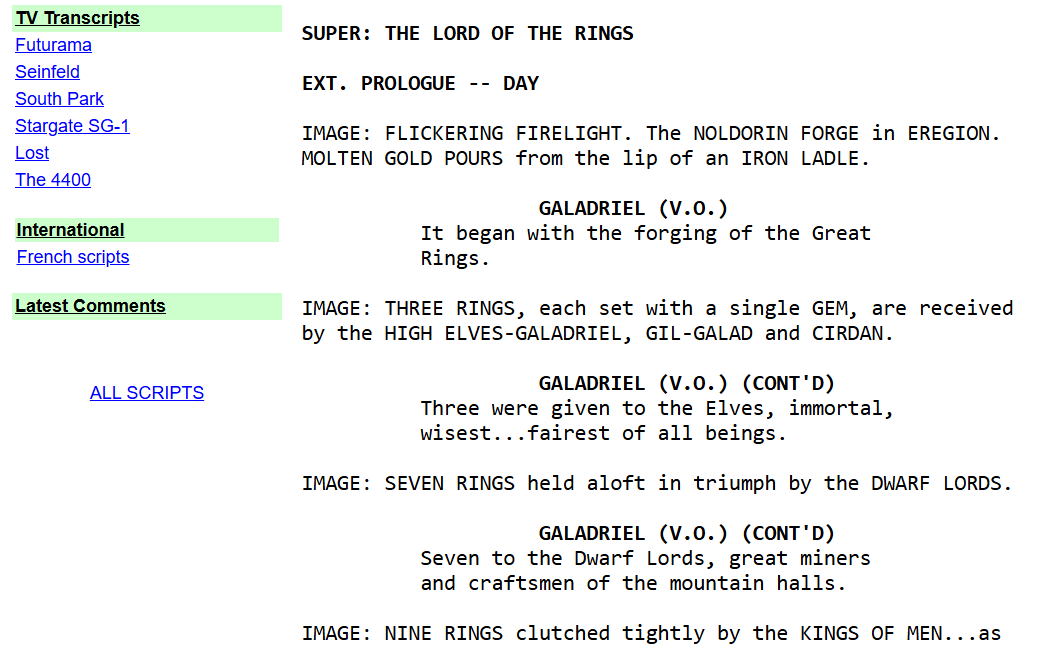 TV Transcripts
Futurama
Seinfeld
South Park
Stargate SG-1
Lost
The 4400
International
French scripts
Latest Comments
ALL SCRIPTS
SUPER: THE LORD OF THE RINGS
EXT. PROLOGUE -- DAY
IMAGE: FLICKERING FIRELIGHT. The NOLDORIN FORGE in EREGION.
MOLTEN GOLD POURS from the lip of an IRON LADLE.
GALADRIEL (V.O.)
It began with the forging of the Great
Rings.
IMAGE: THREE RINGS, each set with a single GEM, are received
by the HIGH ELVES-GALADRIEL, GIL-GALAD and CIRDAN.
GALADRIEL (V.O.) (CONT'D)
Three were given to the Elves, immortal,
wisest...fairest of all beings.
IMAGE: SEVEN RINGS held aloft in triumph by the DWARF LORDS.
GALADRIEL (V.O.) (CONT'D)
Seven to the Dwarf Lords, great miners
and craftsmen of the mountain halls.
IMAGE: NINE RINGS clutched tightly by the KINGS OF MEN...as